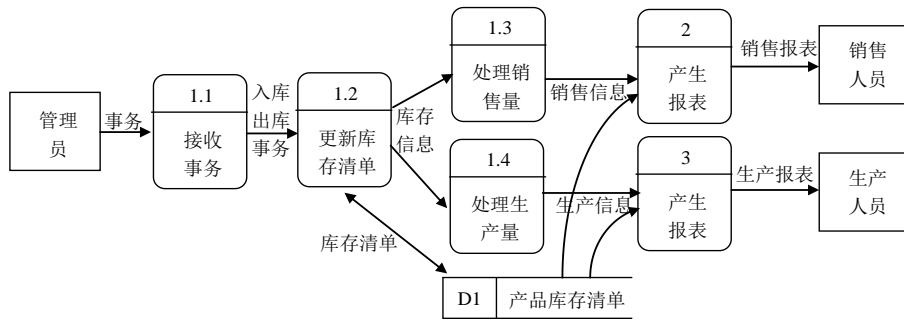 管理
员
事务
1.1
接收
事务
入库
出库
事务
1.2
更新库
存清单
库存
信息
1.3
处理销
售量
1.4
处理生
产量
销售信息
生产信息
2
产生
报表
3
产生
报表
销售报表
生产报表
销售
人员
生产
人员
库存清单
D1
产品库存清单